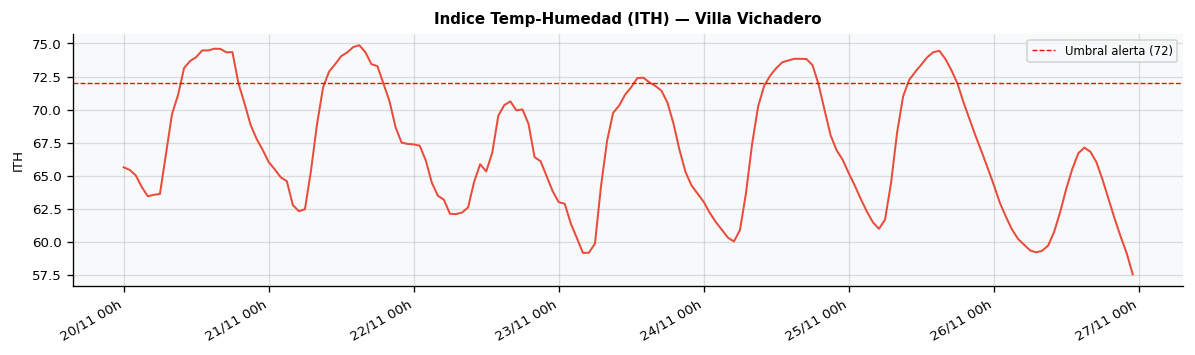 Indice Temp-Humedad (ITH) — Villa Vichadero
Umbral alerta (72)
ITH
75.0
72.5
70.0
67.5
65.0
62.5
60.0
57.5
20/11 00h
21/11 00h
22/11 00h
23/11 00h
24/11 00h
25/11 00h
26/11 00h
27/11 00h